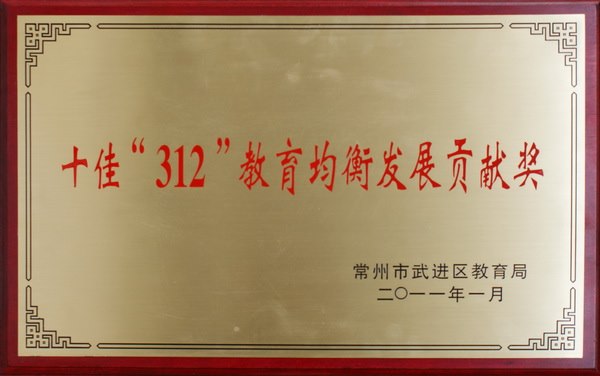 十佳“312”教育均衡发展贡献奖
常州市武进区教育局
二〇一一年一月